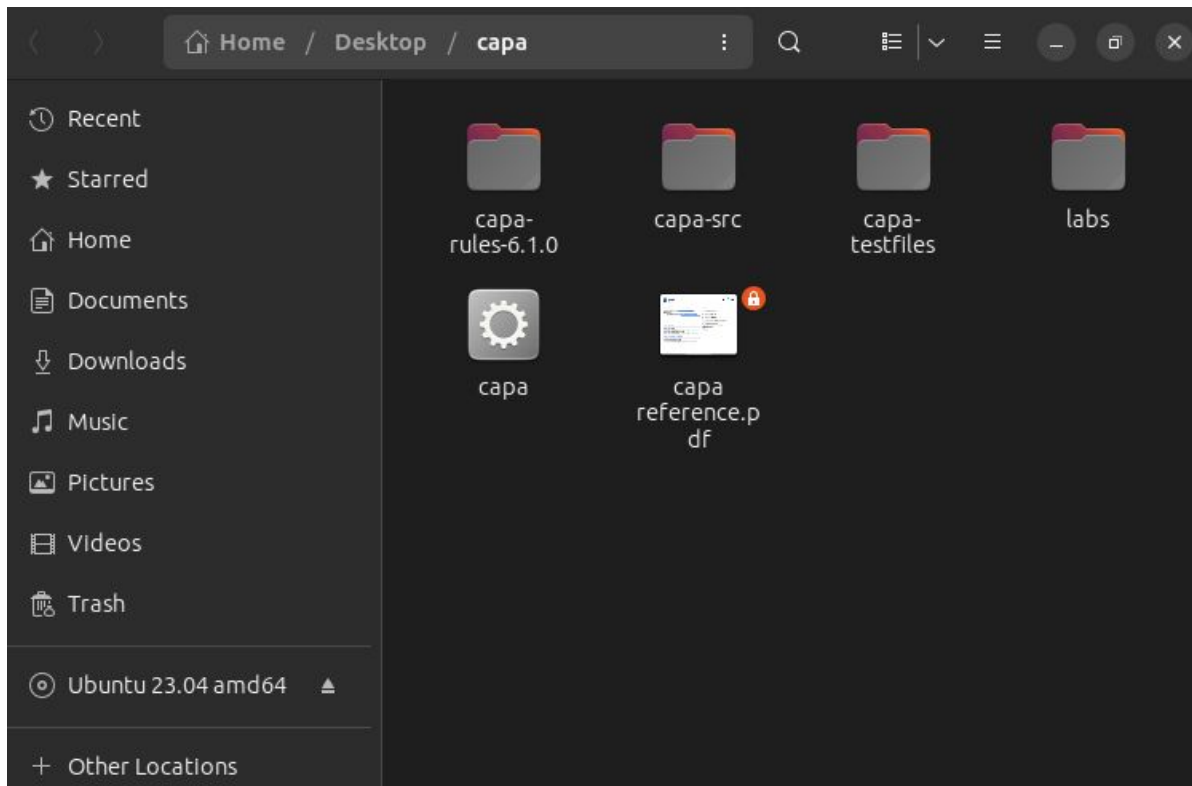 Home / Desktop / capa
Recent
Starred
Home
Documents
Downloads
Music
Pictures
Videos
Trash
Ubuntu 23.04 amd64
+ Other Locations
capa-
rules-6.1.0
capa-src
capa-
testfiles
labs
capa
capa
reference.p
df